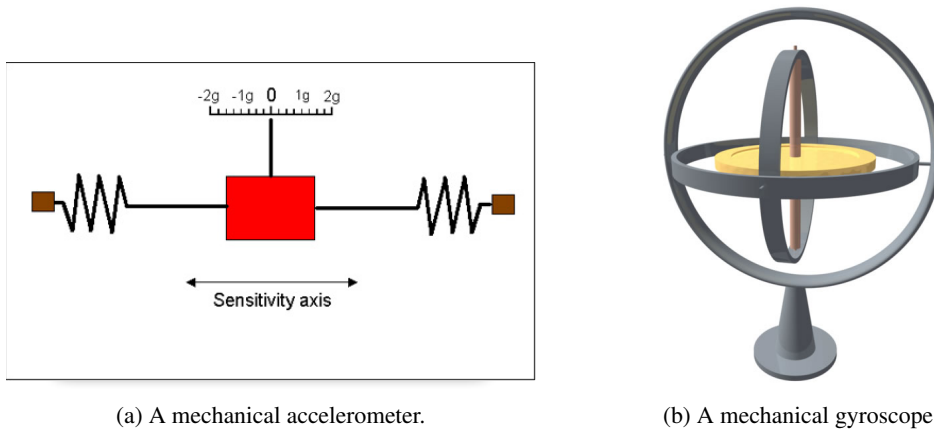 -2g -1g 0 1g 2g
Sensitivity axis
(a) A mechanical accelerometer.
(b) A mechanical gyroscope